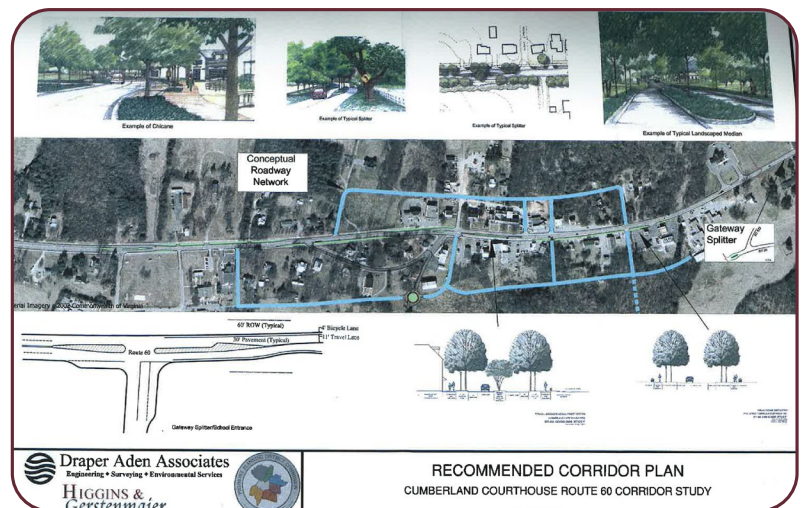 Example of Chicane
Example of Typical Splitter
Example of Typical Splitter
Example of Typical Landscaped Median
Conceptual
Roadway
Network
Gateway
Splitter
erial Imagery © 2002 Commonwealth of Virginia
60' ROW (Typical)
4' Bicycle Lane
11' Travel Lane
30' Pavement (Typical)
Route 60
Gateway Splitter/School Entrance
Draper Aden Associates
Engineering • Surveying • Environmental Services
HIGGINS &
Gerstenmaier
RECOMMENDED CORRIDOR PLAN
CUMBERLAND COURTHOUSE ROUTE 60 CORRIDOR STUDY